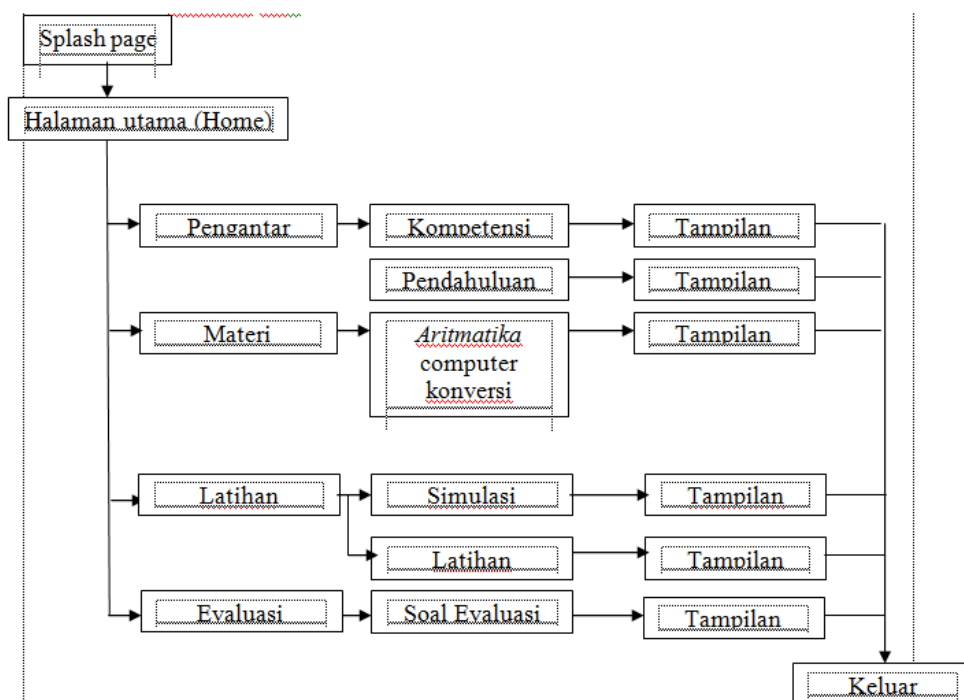 Splash page
Halaman utama (Home)
Pengantar
Kompetensi
Tampilan
Pendahuluan
Tampilan
Materi
Aritmatika
computer
konversi
Tampilan
Latihan
Simulasi
Tampilan
Latihan
Tampilan
Evaluasi
Soal Evaluasi
Tampilan
Keluar